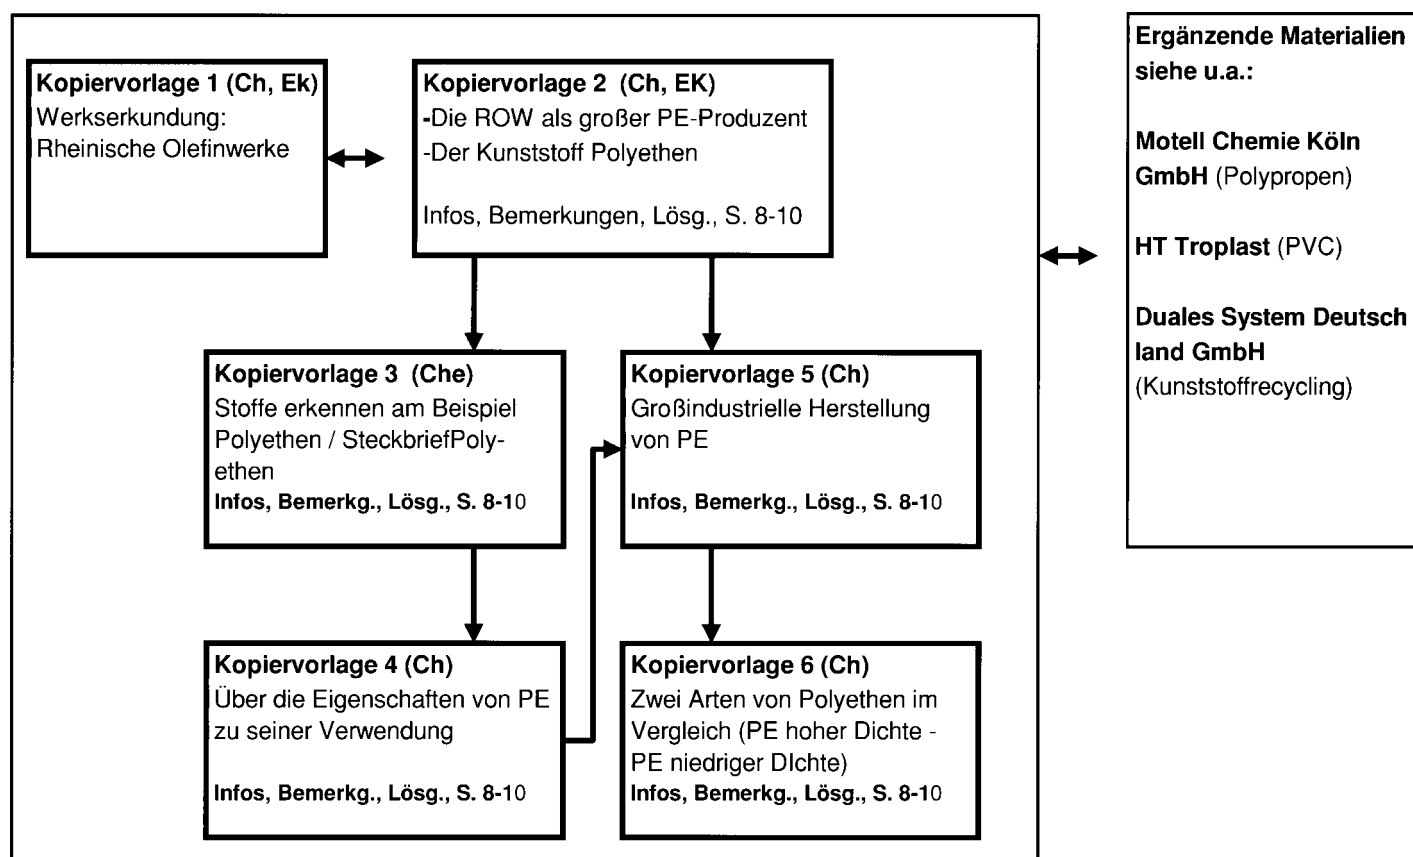 Kopiervorlage 1 (Ch, Ek)
Werkserkundung:
Rheinische Olefinwerke
Kopiervorlage 2 (Ch, EK)
-Die ROW als großer PE-Produzent
-Der Kunststoff Polyethen
Infos, Bemerkungen, Lösg., S. 8-10
Kopiervorlage 3 (Che)
Stoffe erkennen am Beispiel
Polyethen / SteckbriefPoly-
ethen
Infos, Bemerkg., Lösg., S. 8-10
Kopiervorlage 5 (Ch)
Großindustrielle Herstellung
von PE
Infos, Bemerkg., Lösg., S. 8-10
Kopiervorlage 4 (Ch)
Über die Eigenschaften von PE
zu seiner Verwendung
Infos, Bemerkg., Lösg., S. 8-10
Kopiervorlage 6 (Ch)
Zwei Arten von Polyethen im
Vergleich (PE hoher Dichte -
PE niedriger DIchte)
Infos, Bemerkg., Lösg., S. 8-10
Ergänzende Materialien
siehe u.a.:
Motell Chemie Köln
GmbH (Polypropen)
HT Troplast (PVC)
Duales System Deutsch
land GmbH
(Kunststoffrecycling)